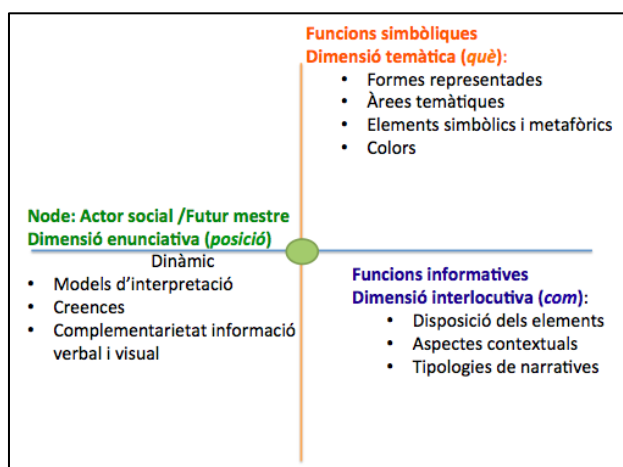 Funcions simbòliques
Dimensió temàtica (què):
• Formes representades
• Àrees temàtiques
• Elements simbòlics i metafòrics
• Colors
Node: Actor social /Futur mestre
Dimensió enunciativa (posició)
Dinàmic
• Models d’interpretació
• Creences
• Complementarietat informació
verbal i visual
Funcions informatives
Dimensió interlocutiva (com):
• Disposició dels elements
• Aspectes contextuals
• Tipologies de narratives